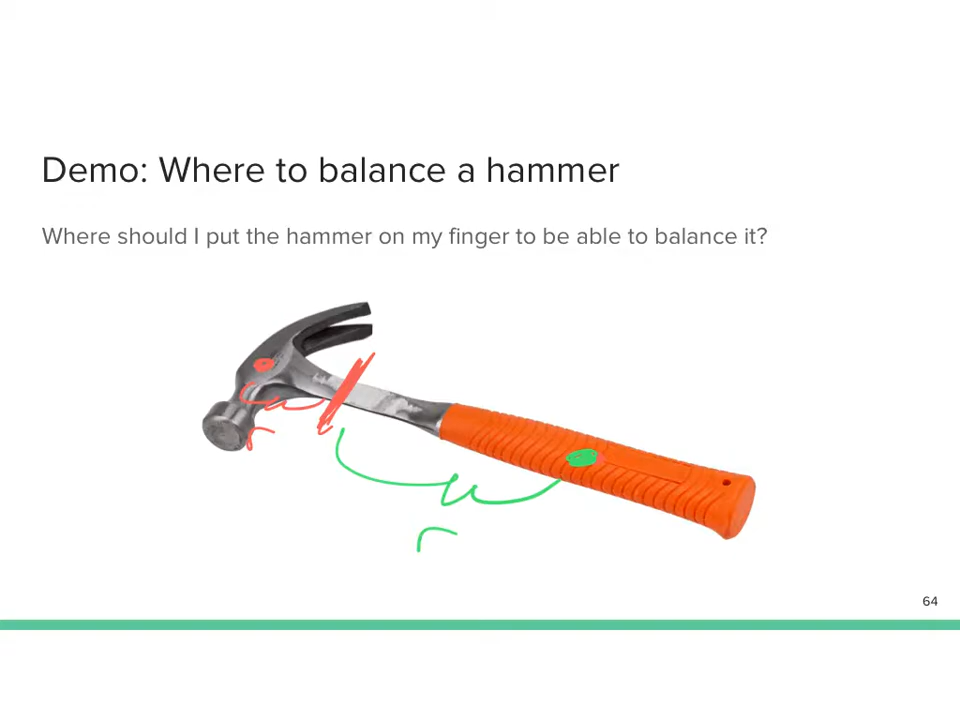 Demo: Where to balance a hammer
Where should I put the hammer on my finger to be able to balance it?
r
r
64